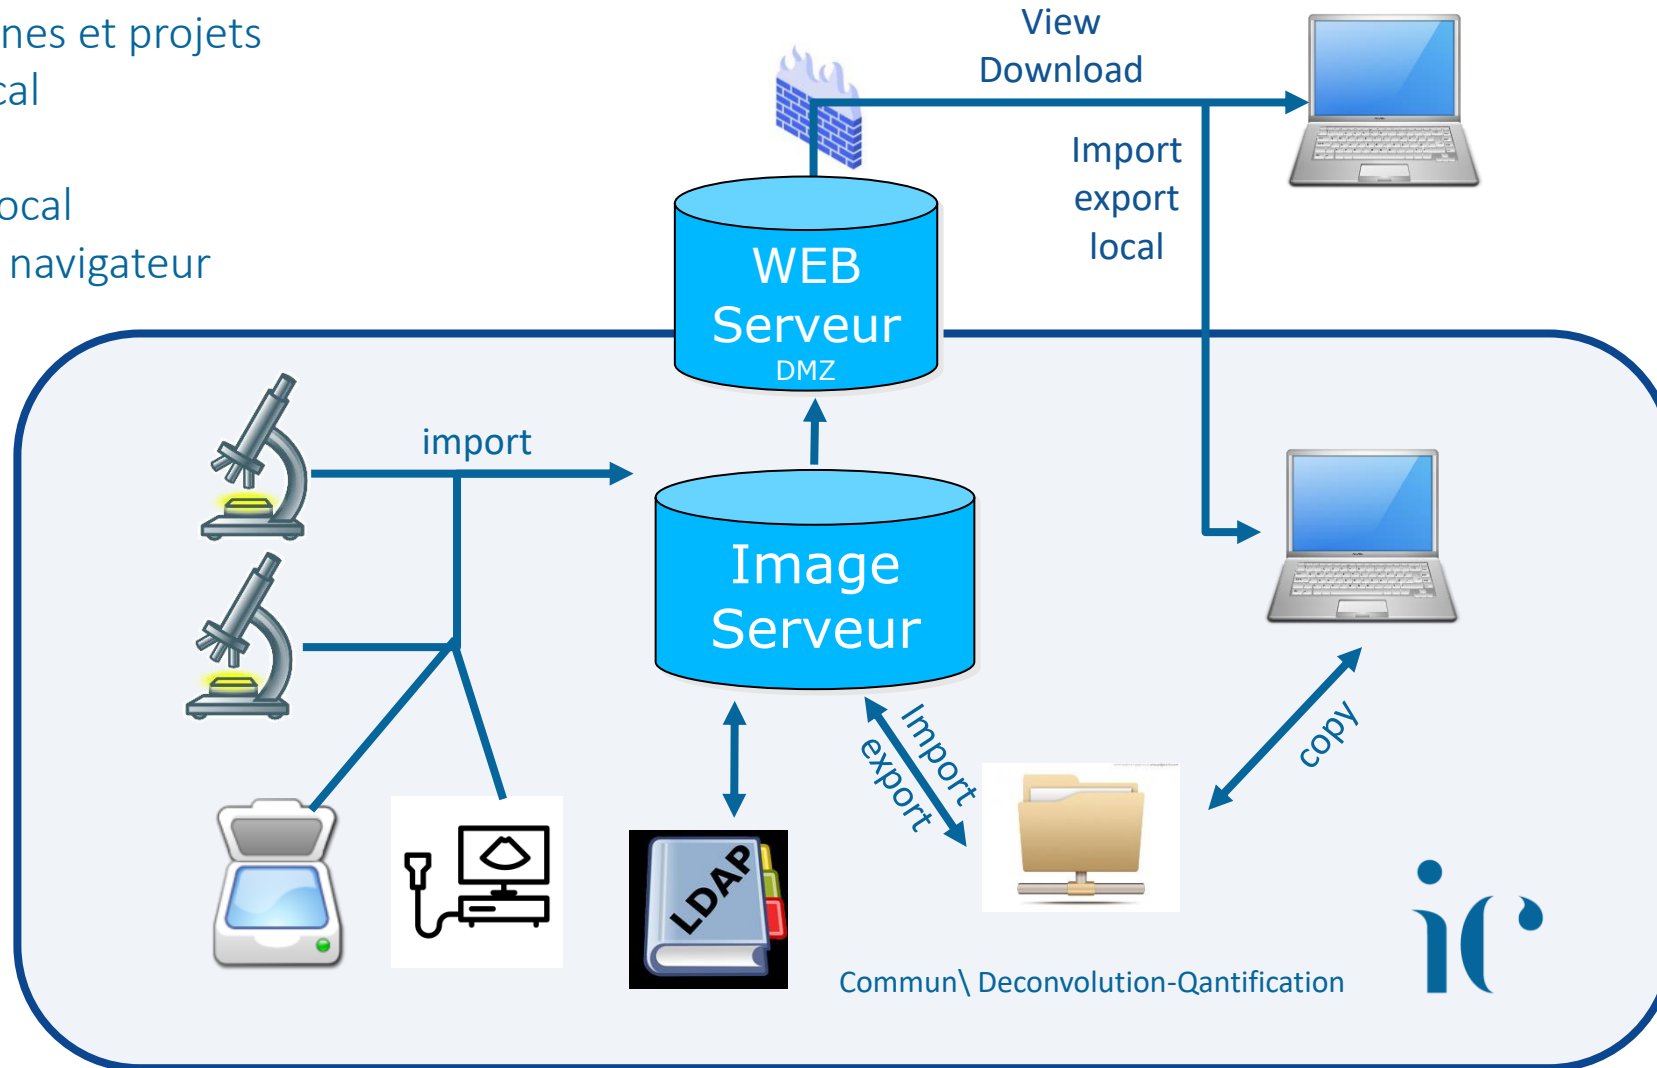 nes et projets
cal
ocal
navigateur
View
Download
Import
export
local
WEB
Serveur
DMZ
import
Image
Serveur
Import
export
copy
LDAP
Commun\ Deconvolution-Qantification
ic